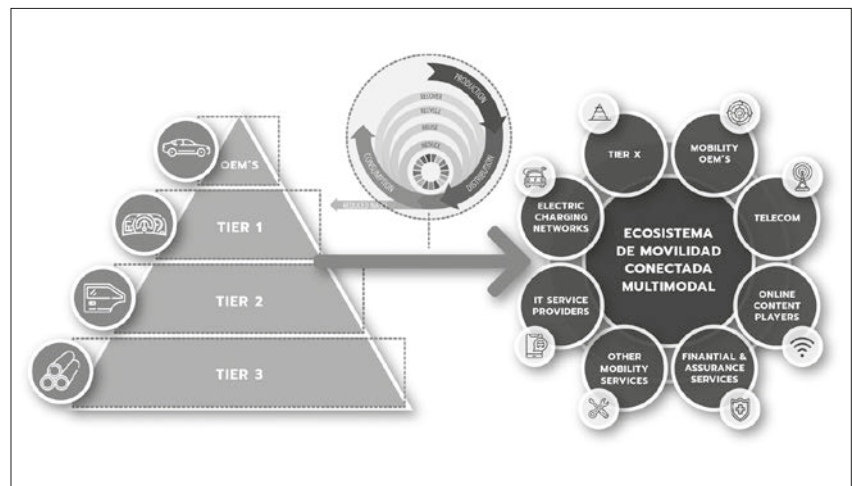 OEM'S
TIER 1
TIER 2
TIER 3
PRODUCTION
DISTRIBUTION
CONSUMPTION
RECYCLE
REUSE
REDUCE
TIER X
MOBILITY
OEM'S
ELECTRIC
CHARGING
NETWORKS
TELECOM
ECOSISTEMA
DE MOVILIDAD
CONECTADA
MULTIMODAL
IT SERVICE
PROVIDERS
ONLINE
CONTENT
PLAYERS
OTHER
MOBILITY
SERVICES
FINANTIAL &
ASSURANCE
SERVICES